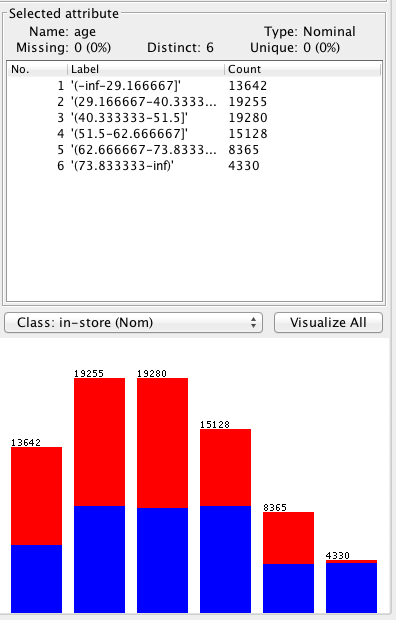 Selected attribute
Name: age Type: Nominal
Missing: 0 (0%) Distinct: 6 Unique: 0 (0%)
No. Label Count
1 '(-inf-29.166667]' 13642
2 '(29.166667-40.3333... 19255
3 '(40.333333-51.5]' 19280
4 '(51.5-62.666667]' 15128
5 '(62.666667-73.8333... 8365
6 '(73.833333-inf)' 4330
Class: in-store (Nom) Visualize All
19255 19280
15128
13642
8365
4330